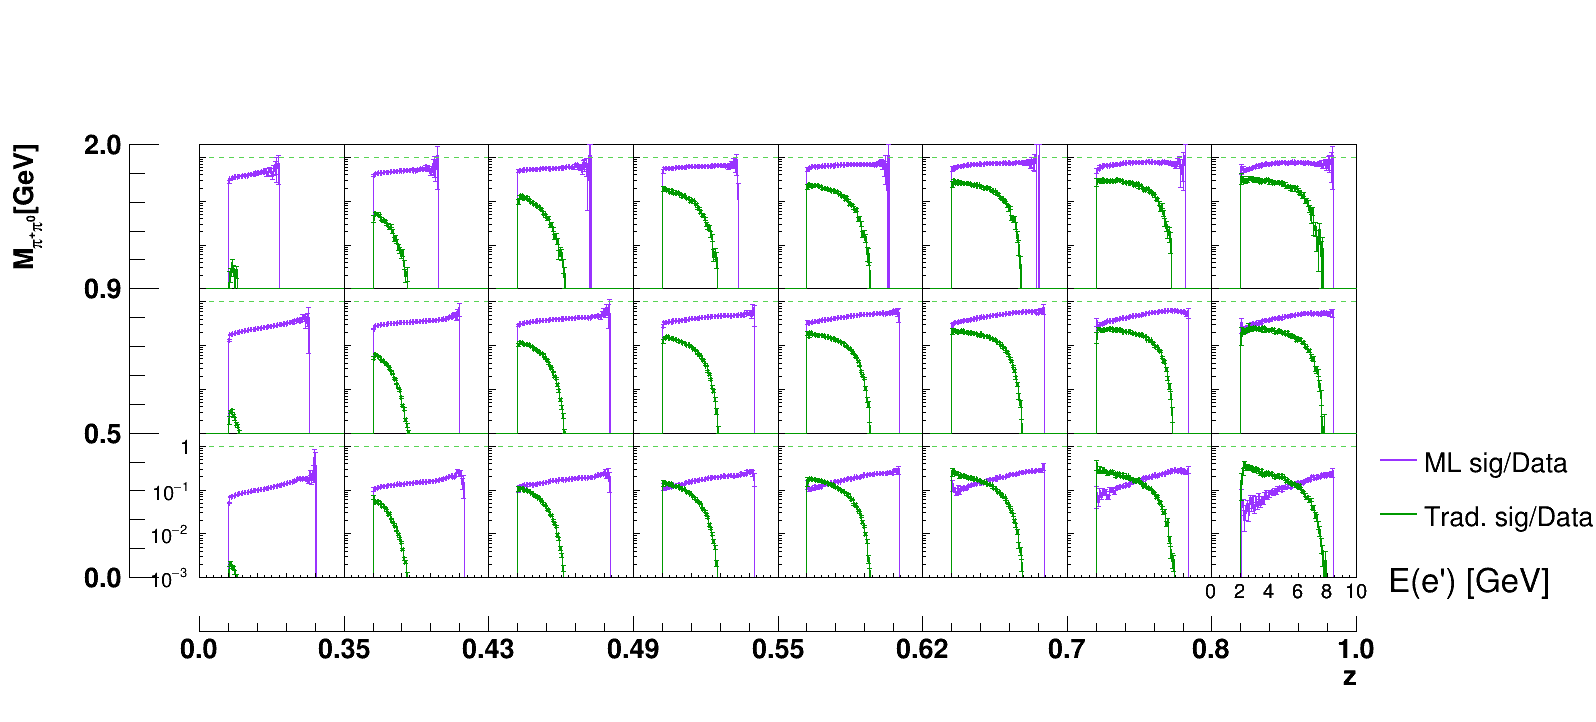 M π⁺π⁰ [GeV]
2.0
0.9
0.5
0.0
1
10⁻¹
10⁻²
10⁻³
ML sig/Data
Trad. sig/Data
0 2 4 6 8 10
E(e') [GeV]
0.0 0.35 0.43 0.49 0.55 0.62 0.7 0.8 1.0
z